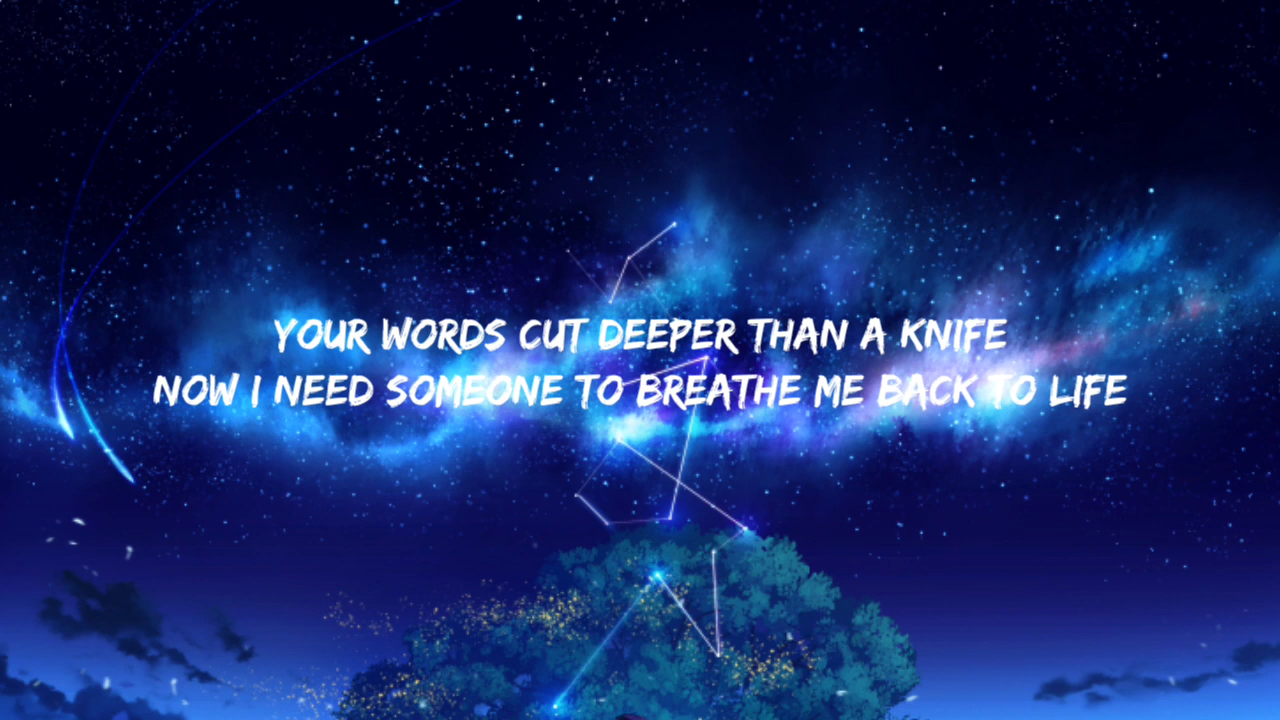 YOUR WORDS CUT DEEPER THAN A KNIFE
NOW I NEED SOMEONE TO BREATHE ME BACK TO LIFE